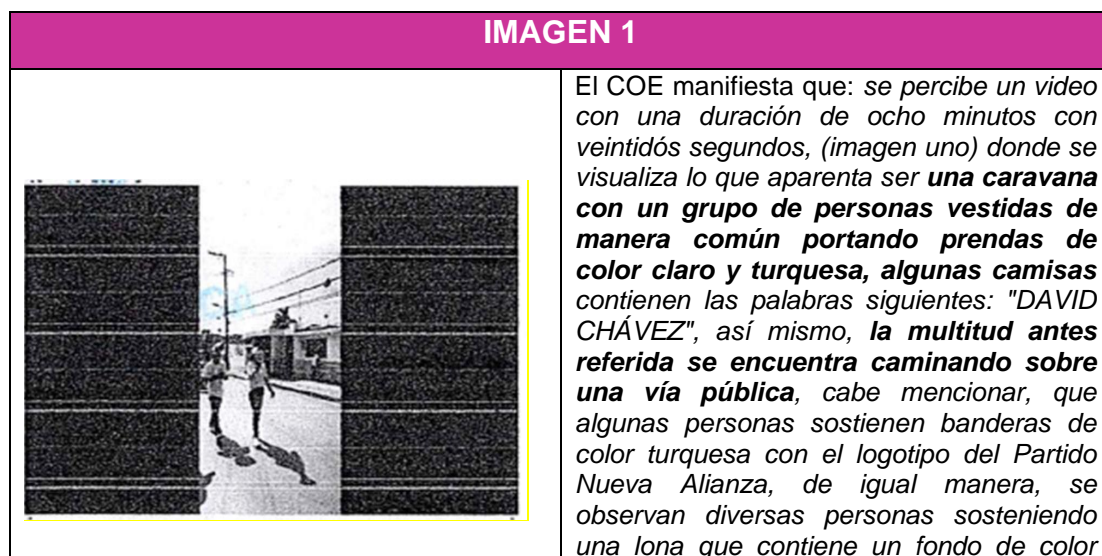 IMAGEN 1
El COE manifiesta que: se percibe un video
con una duración de ocho minutos con
veintidós segundos, (imagen uno) donde se
visualiza lo que aparenta ser una caravana
con un grupo de personas vestidas de
manera común portando prendas de
color claro y turquesa, algunas camisas
contienen las palabras siguientes: "DAVID
CHÁVEZ", así mismo, la multitud antes
referida se encuentra caminando sobre
una vía pública, cabe mencionar, que
algunas personas sostienen banderas de
color turquesa con el logotipo del Partido
Nueva Alianza, de igual manera, se
observan diversas personas sosteniendo
una lona que contiene un fondo de color